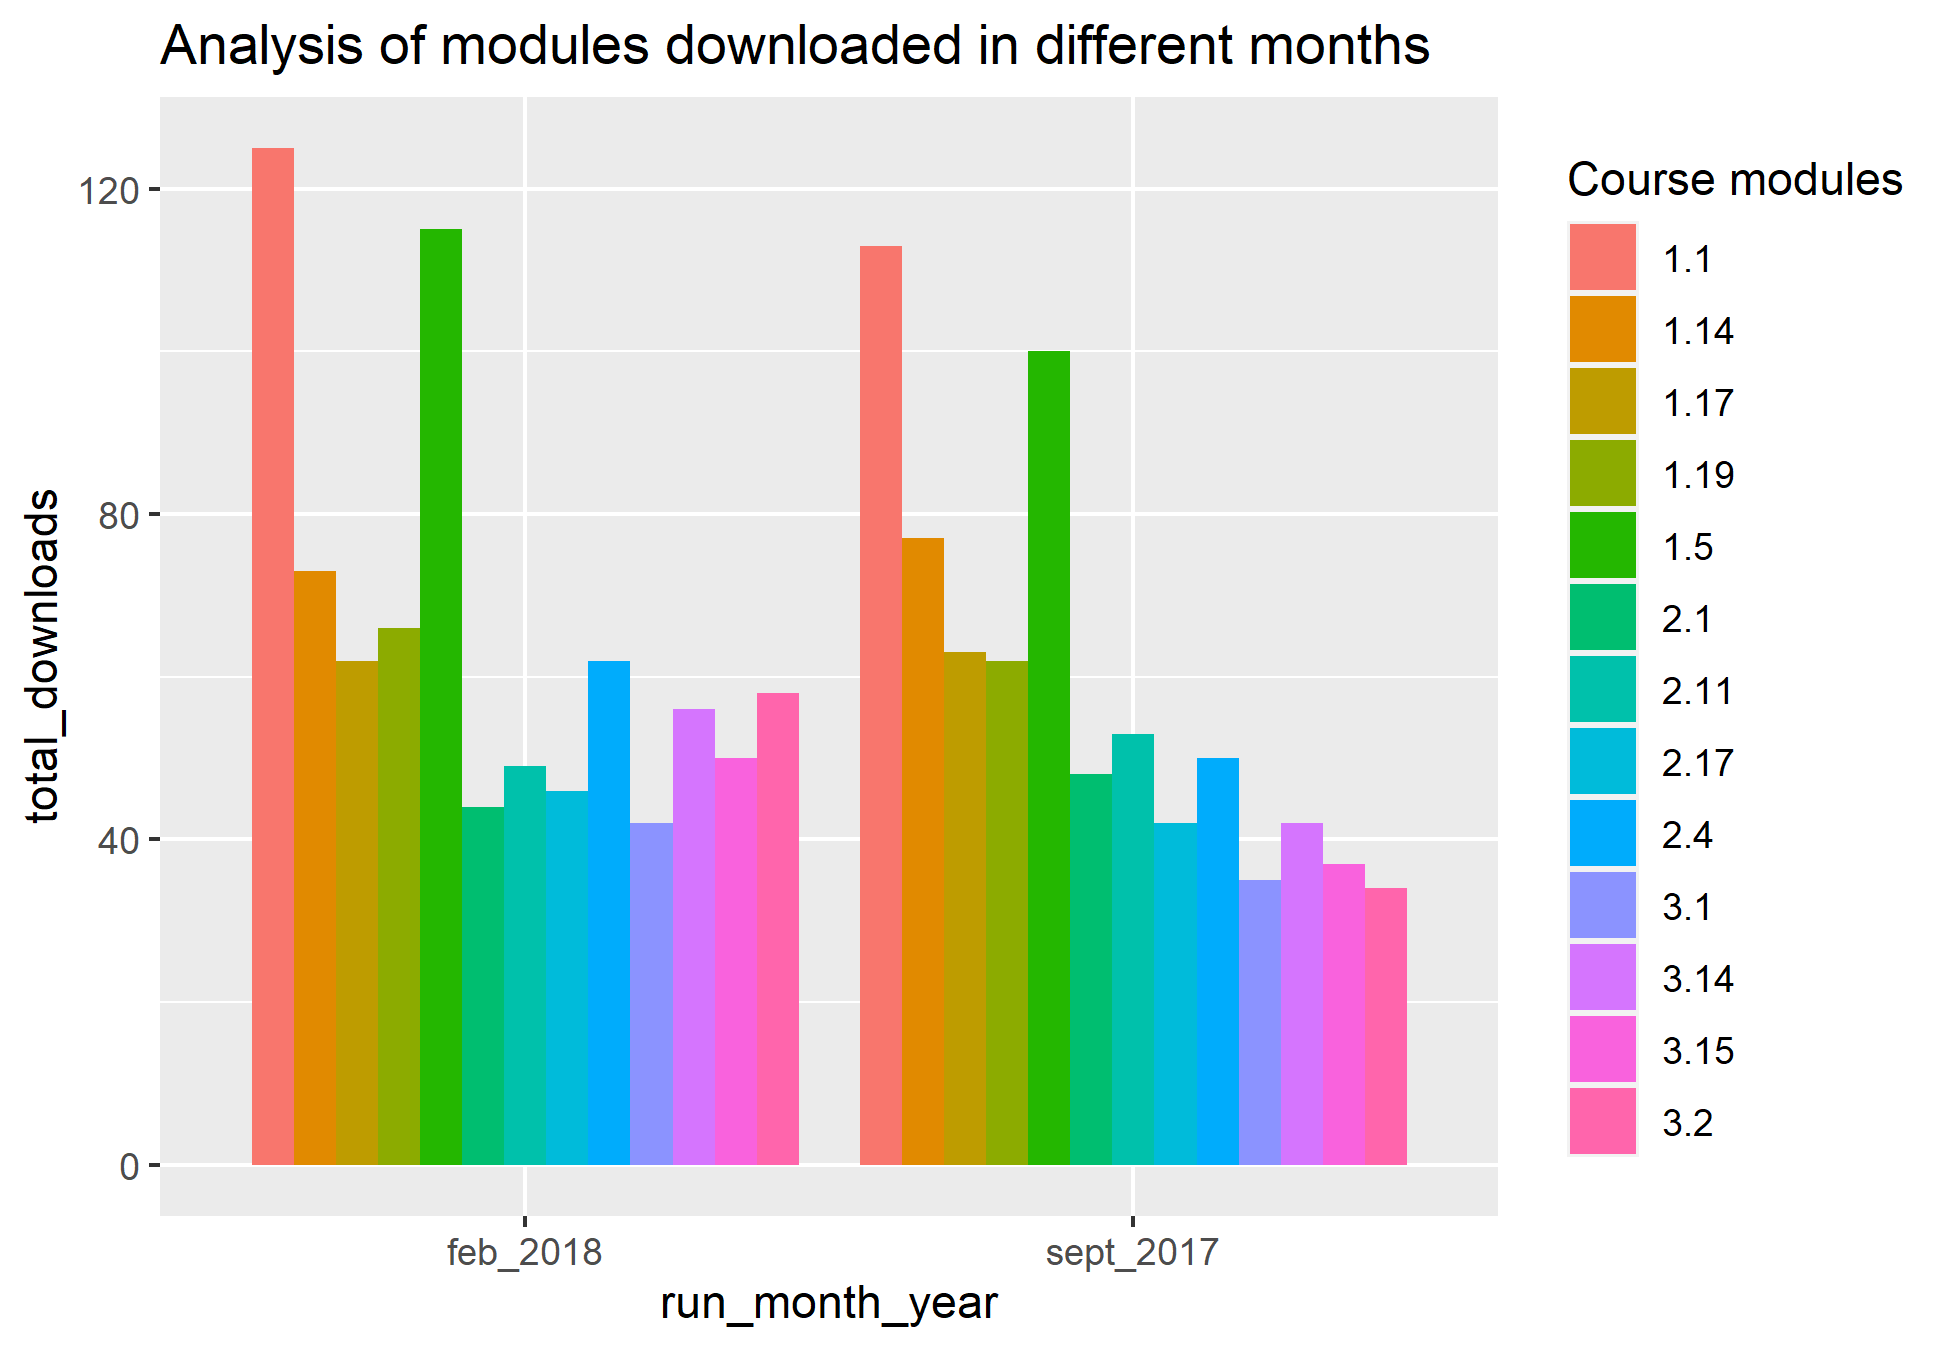 Analysis of modules downloaded in different months
total_downloads
120
80
40
0
feb_2018
sept_2017
run_month_year
Course modules
1.1
1.14
1.17
1.19
1.5
2.1
2.11
2.17
2.4
3.1
3.14
3.15
3.2